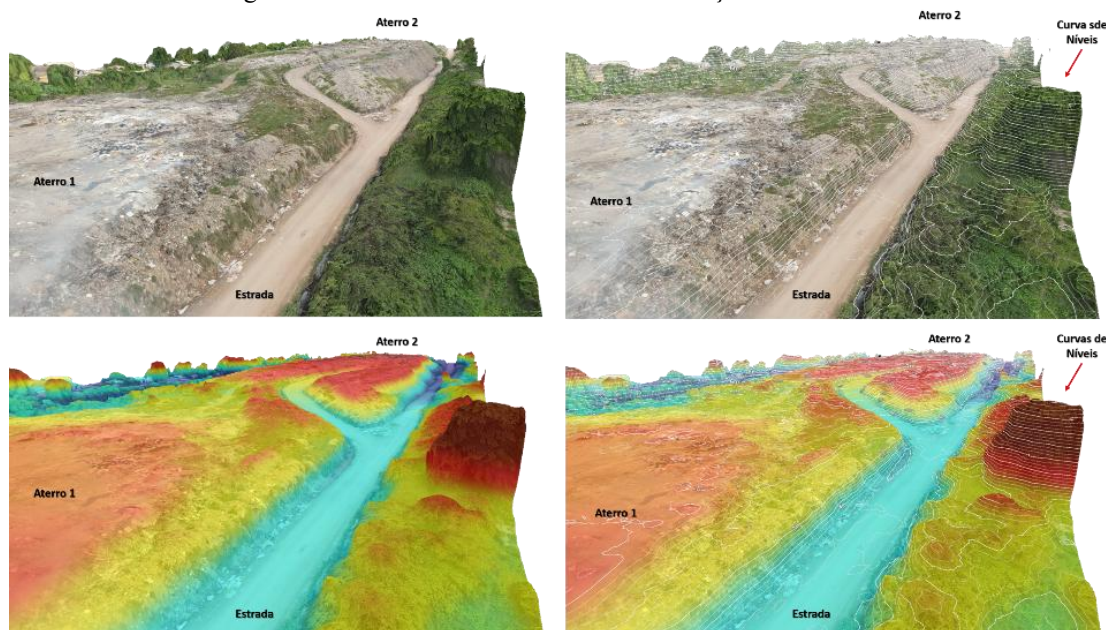 Aterro 2
Aterro 1
Estrada
Aterro 2
Curva sde
Níveis
Aterro 1
Estrada
Aterro 2
Aterro 1
Estrada
Aterro 2
Curvas de
Níveis
Aterro 1
Estrada